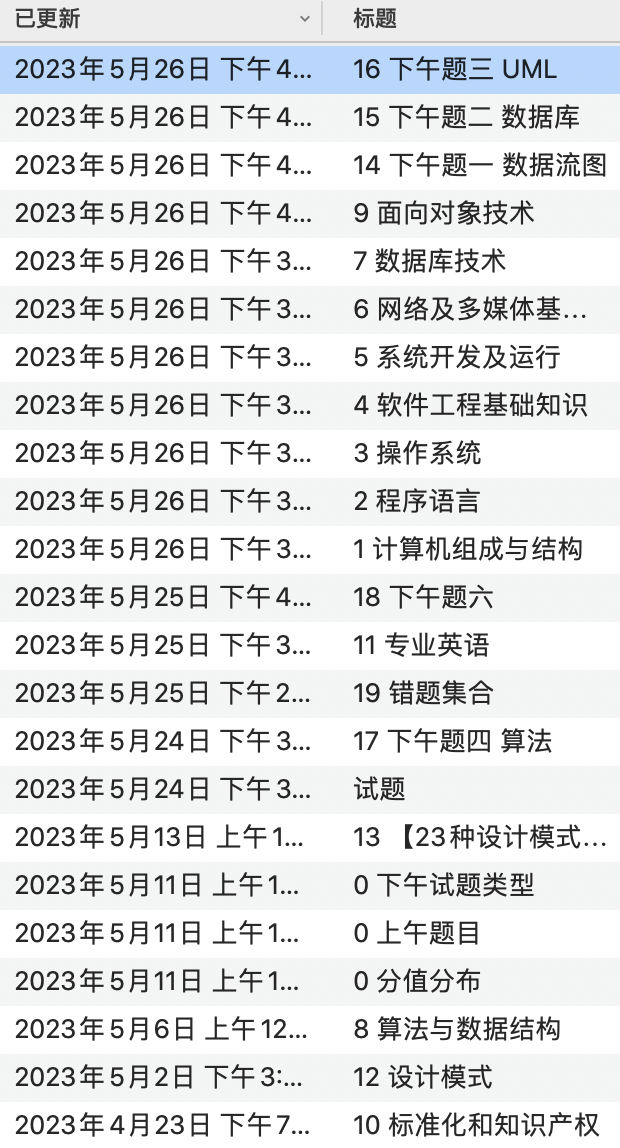 已更新 标题
2023年5月26日 下午4... 16 下午题三 UML
2023年5月26日 下午4... 15 下午题二 数据库
2023年5月26日 下午4... 14 下午题一 数据流图
2023年5月26日 下午4... 9 面向对象技术
2023年5月26日 下午3... 7 数据库技术
2023年5月26日 下午3... 6 网络及多媒体基...
2023年5月26日 下午3... 5 系统开发及运行
2023年5月26日 下午3... 4 软件工程基础知识
2023年5月26日 下午3... 3 操作系统
2023年5月26日 下午3... 2 程序语言
2023年5月26日 下午3... 1 计算机组成与结构
2023年5月25日 下午4... 18 下午题六
2023年5月25日 下午3... 11 专业英语
2023年5月25日 下午2... 19 错题集合
2023年5月24日 下午3... 17 下午题四 算法
2023年5月24日 下午3... 试题
2023年5月13日 上午1... 13 【23种设计模式...
2023年5月11日 上午1... 0 下午试题类型
2023年5月11日 上午1... 0 上午题目
2023年5月11日 上午1... 0 分值分布
2023年5月6日 上午12... 8 算法与数据结构
2023年5月2日 下午3:... 12 设计模式
2023年4月23日 下午7... 10 标准化和知识产权